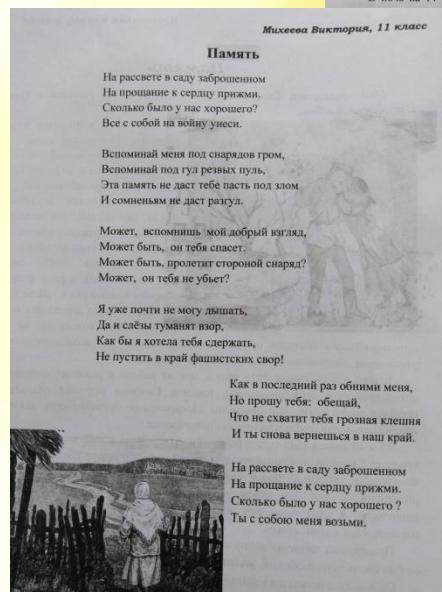 Михеева Виктория, 11 класс
Память
На рассвете в саду заброшенном
На прощание к сердцу прижми.
Сколько было у нас хорошего?
Все с собой на войну унеси.
Вспоминай меня под снарядов гром,
Вспоминай под гул резвых пуль,
Эта память не даст тебе пасть под злом
И сомненьям не даст разгул.
Может, вспомнишь мой добрый взгляд,
Может быть, он тебя спасет.
Может быть, пролетит стороной снаряд?
Может, он тебя не убьет?
Я уже почти не могу дышать,
Да и слёзы туманят взор,
Как бы я хотела тебя сдержать,
Не пустить в край фашистских свор!
Как в последний раз обними меня,
Но прошу тебя: обещай,
Что не схватит тебя грозная клешня
И ты снова вернешься в наш край.
На рассвете в саду заброшенном
На прощание к сердцу прижми.
Сколько было у нас хорошего ?
Ты с собою меня возьми.